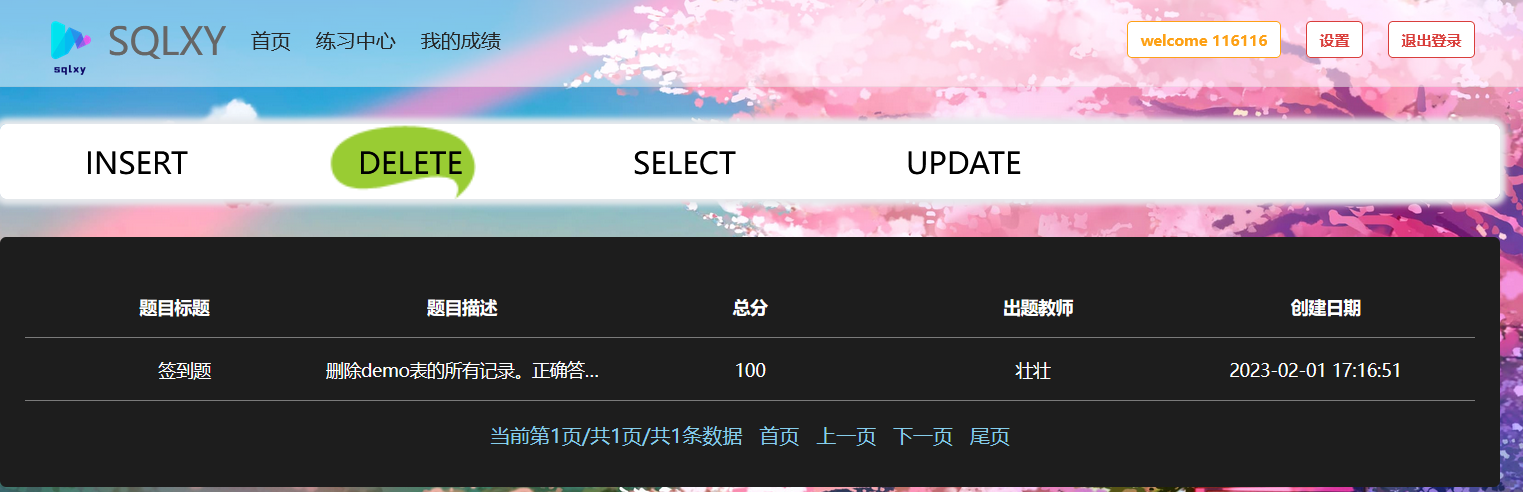 SQLXY 首页 练习中心 我的成绩 welcome 116116 设置 退出登录
sqlxy
INSERT DELETE SELECT UPDATE
题目标题 题目描述 总分 出题教师 创建日期
签到题 删除demo表的所有记录。正确答... 100 壮壮 2023-02-01 17:16:51
当前第1页/共1页/共1条数据 首页 上一页 下一页 尾页